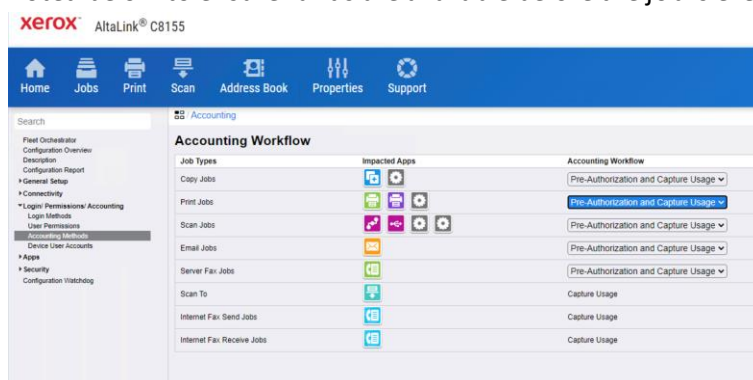 xerox™ AltaLink® C8155
Home Jobs Print Scan Address Book Properties Support
Search
Accounting
Fleet Orchestrator
Configuration Overview
Description
Configuration Report
General Setup
Connectivity
Login/ Permissions/ Accounting
Login Methods
User Permissions
Accounting Methods
Device User Accounts
Apps
Security
Configuration Watchdog
Accounting Workflow
Job Types Impacted Apps Accounting Workflow
Copy Jobs Pre-Authorization and Capture Usage
Print Jobs Pre-Authorization and Capture Usage
Scan Jobs Pre-Authorization and Capture Usage
Email Jobs Pre-Authorization and Capture Usage
Server Fax Jobs Pre-Authorization and Capture Usage
Scan To Capture Usage
Internet Fax Send Jobs Capture Usage
Internet Fax Receive Jobs Capture Usage